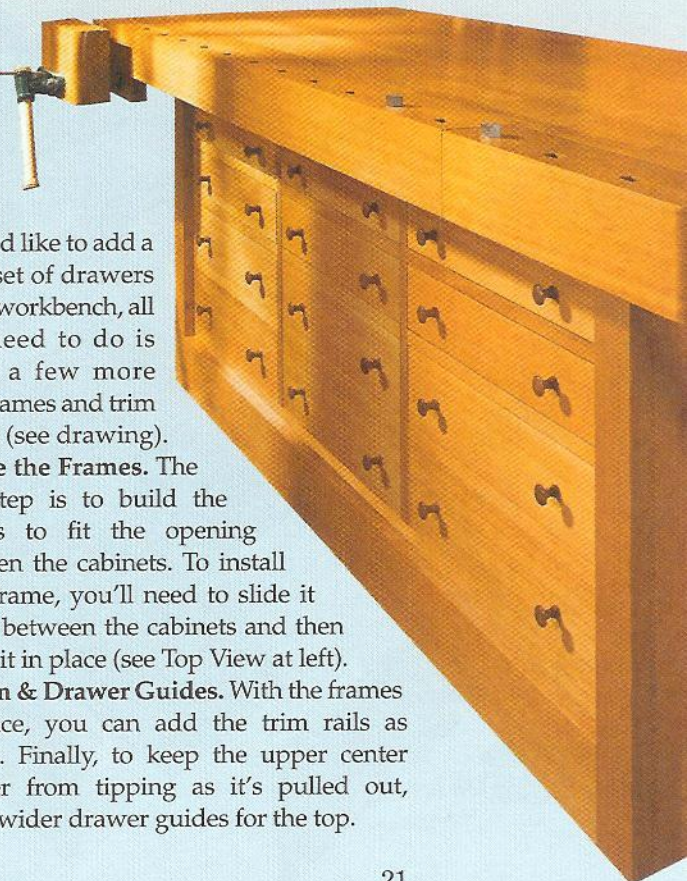 d like to add a
set of drawers
workbench, all
eed to do is
a few more
ames and trim
(see drawing).
e the Frames. The
tep is to build the
s to fit the opening
en the cabinets. To install
rame, you'll need to slide it
between the cabinets and then
it in place (see Top View at left).
m & Drawer Guides. With the frames
ce, you can add the trim rails as
. Finally, to keep the upper center
er from tipping as it's pulled out,
wider drawer guides for the top.
21